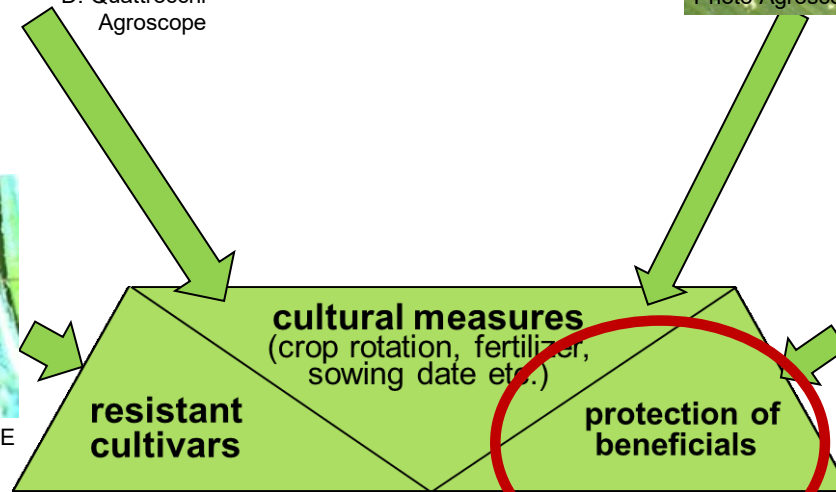 Agroscope
cultural measures
(crop rotation, fertilizer,
sowing date etc.)
resistant
cultivars
protection of
beneficials
E